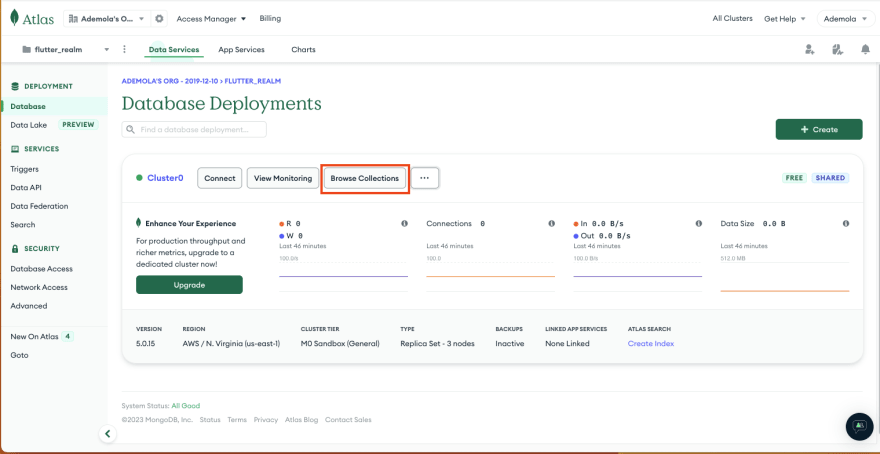 Atlas
Ademola's O...
Access Manager
Billing
All Clusters
Get Help
Ademola
flutter_realm
Data Services
App Services
Charts
DEPLOYMENT
Database
Data Lake PREVIEW
SERVICES
Triggers
Data API
Data Federation
Search
SECURITY
Database Access
Network Access
Advanced
New On Atlas 4
Goto
ADEMOLA'S ORG - 2019-12-10 > FLUTTER_REALM
Database Deployments
Find a database deployment...
+ Create
Cluster0
Connect
View Monitoring
Browse Collections
...
FREE
SHARED
Enhance Your Experience
For production throughput and
richer metrics, upgrade to a
dedicated cluster now!
Upgrade
R 0
W 0
Last 46 minutes
100.0/s
Connections 0
Last 46 minutes
100.0
In 0.0 B/s
Out 0.0 B/s
Last 46 minutes
100.0 B/s
Data Size 0.0 B
Last 46 minutes
512.0 MB
VERSION
5.0.15
REGION
AWS / N. Virginia (us-east-1)
CLUSTER TIER
M0 Sandbox (General)
TYPE
Replica Set - 3 nodes
BACKUPS
Inactive
LINKED APP SERVICES
None Linked
ATLAS SEARCH
Create Index
System Status: All Good
©2023 MongoDB, Inc. Status Terms Privacy Atlas Blog Contact Sales